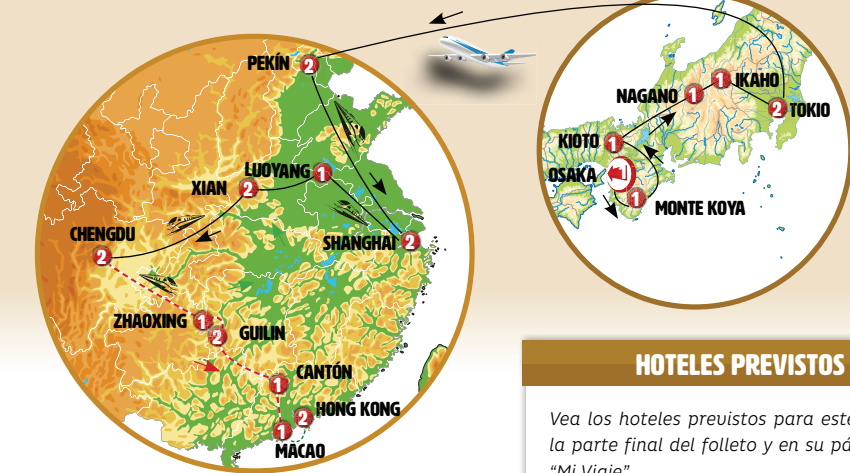 PEKÍN 2
LUOYANG 1
XIAN 2
CHENGDU 2
SHANGHAI 2
ZHAOXING 1
2 GUILIN
CANTÓN
1
HONG KONG
2
1
MACAO
NAGANO 1
1 IKAHO
2 TOKIO
KIOTO 1
OSAKA 1
1 MONTE KOYA
HOTELES PREVISTOS
Vea los hoteles previstos para este
la parte final del folleto y en su pá
"Mi Viaje"